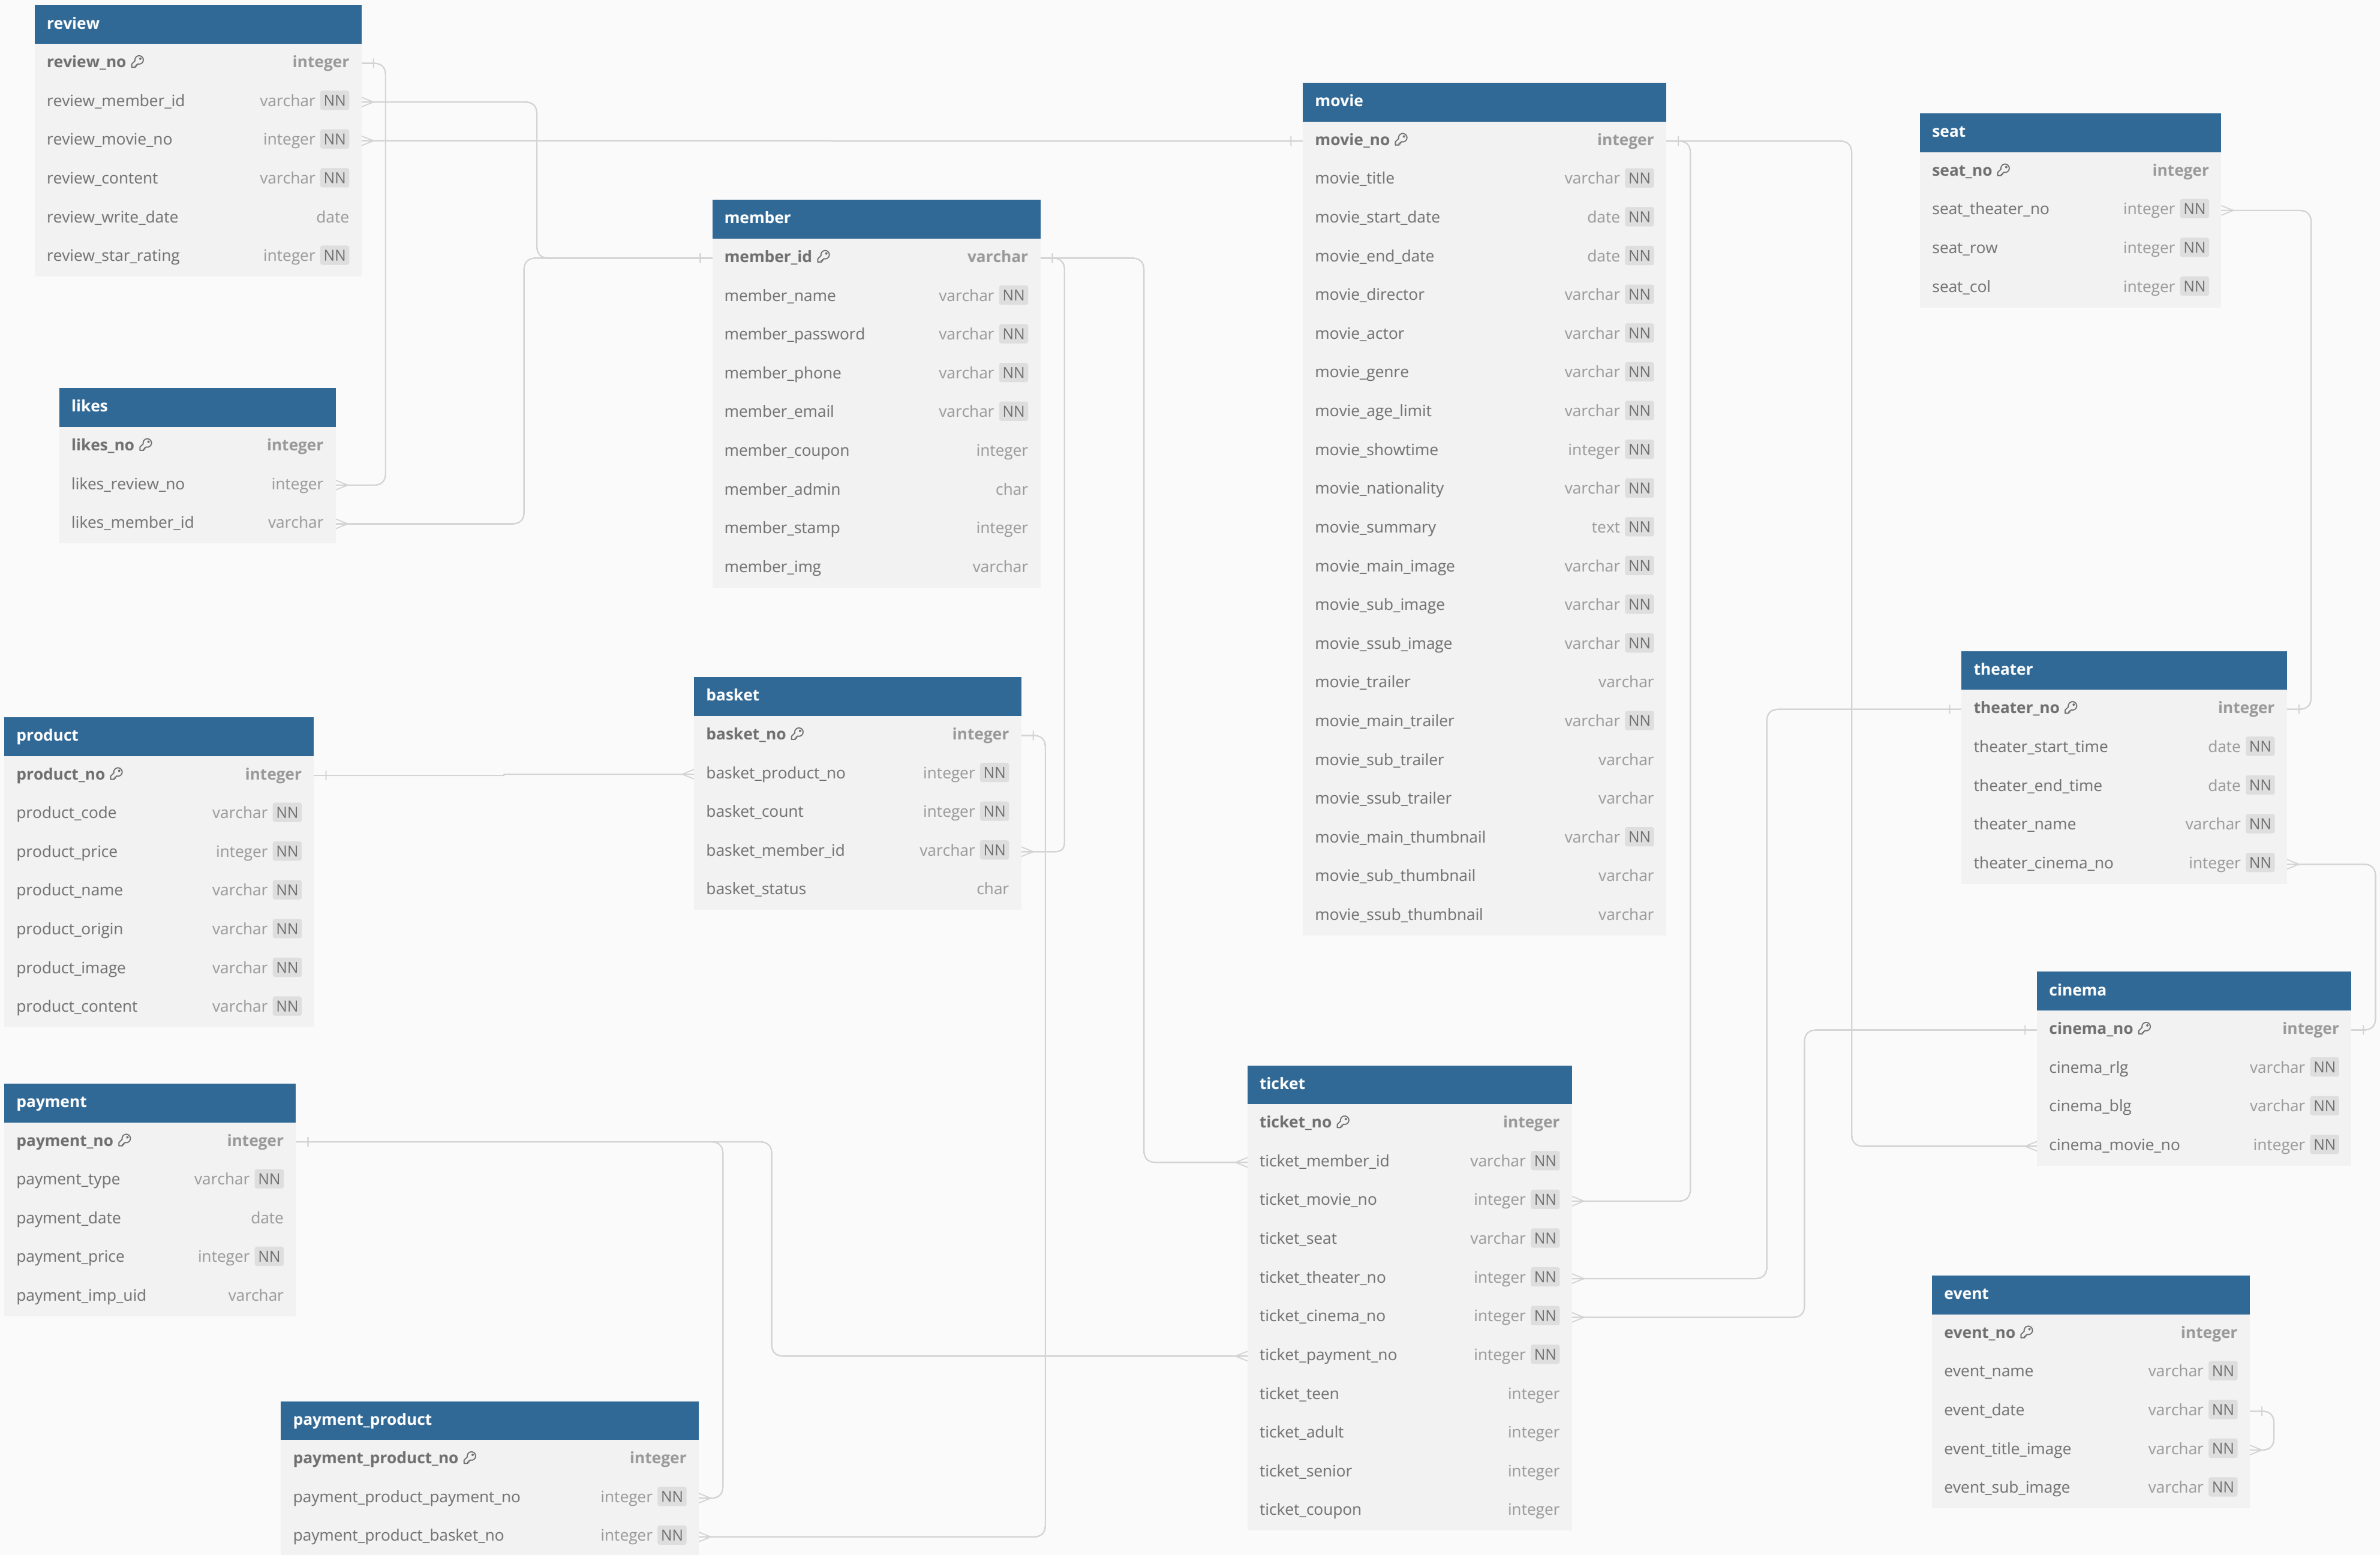 review
review_no integer
review_member_id varchar NN
review_movie_no integer NN
review_content varchar NN
review_write_date date
review_star_rating integer NN
likes
likes_no integer
likes_review_no integer
likes_member_id varchar
member
member_id varchar
member_name varchar NN
member_password varchar NN
member_phone varchar NN
member_email varchar NN
member_coupon integer
member_admin char
member_stamp integer
member_img varchar
product
product_no integer
product_code varchar NN
product_price integer NN
product_name varchar NN
product_origin varchar NN
product_image varchar NN
product_content varchar NN
basket
basket_no integer
basket_product_no integer NN
basket_count integer NN
basket_member_id varchar NN
basket_status char
payment
payment_no integer
payment_type varchar NN
payment_date date
payment_price integer NN
payment_imp_uid varchar
payment_product
payment_product_no integer
payment_product_payment_no integer NN
payment_product_basket_no integer NN
movie
movie_no integer
movie_title varchar NN
movie_start_date date NN
movie_end_date date NN
movie_director varchar NN
movie_actor varchar NN
movie_genre varchar NN
movie_age_limit varchar NN
movie_showtime integer NN
movie_nationality varchar NN
movie_summary text NN
movie_main_image varchar NN
movie_sub_image varchar NN
movie_ssub_image varchar NN
movie_trailer varchar
movie_main_trailer varchar NN
movie_sub_trailer varchar
movie_ssub_trailer varchar
movie_main_thumbnail varchar NN
movie_sub_thumbnail varchar
movie_ssub_thumbnail varchar
ticket
ticket_no integer
ticket_member_id varchar NN
ticket_movie_no integer NN
ticket_seat varchar NN
ticket_theater_no integer NN
ticket_cinema_no integer NN
ticket_payment_no integer NN
ticket_teen integer
ticket_adult integer
ticket_senior integer
ticket_coupon integer
seat
seat_no integer
seat_theater_no integer NN
seat_row integer NN
seat_col integer NN
theater
theater_no integer
theater_start_time date NN
theater_end_time date NN
theater_name varchar NN
theater_cinema_no integer NN
cinema
cinema_no integer
cinema_rlg varchar NN
cinema_blg varchar NN
cinema_movie_no integer NN
event
event_no integer
event_name varchar NN
event_date varchar NN
event_title_image varchar NN
event_sub_image varchar NN